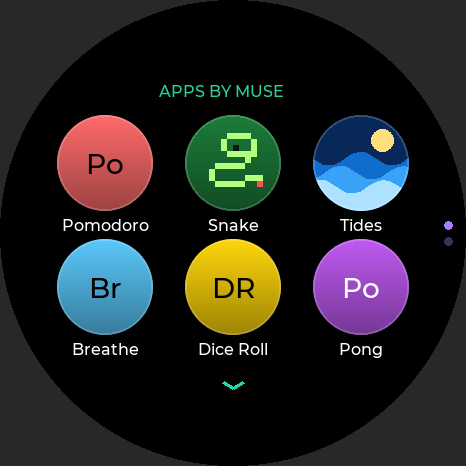 APPS BY MUSE
Po
Pomodoro Snake Tides
Br DR Po
Breathe Dice Roll Pong